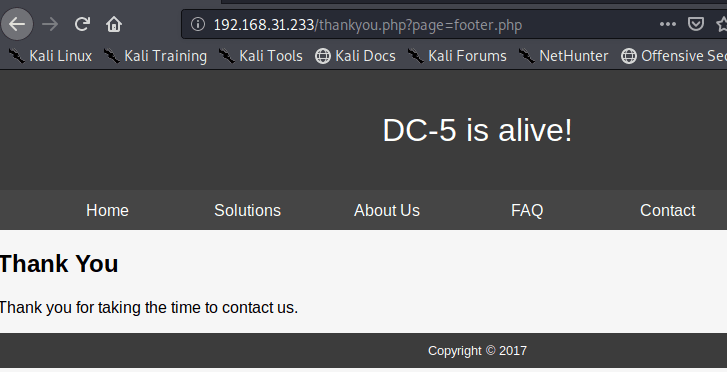 192.168.31.233/thankyou.php?page=footer.php
Kali Linux Kali Training Kali Tools Kali Docs Kali Forums NetHunter Offensive Sec
DC-5 is alive!
Home Solutions About Us FAQ Contact
Thank You
Thank you for taking the time to contact us.
Copyright © 2017